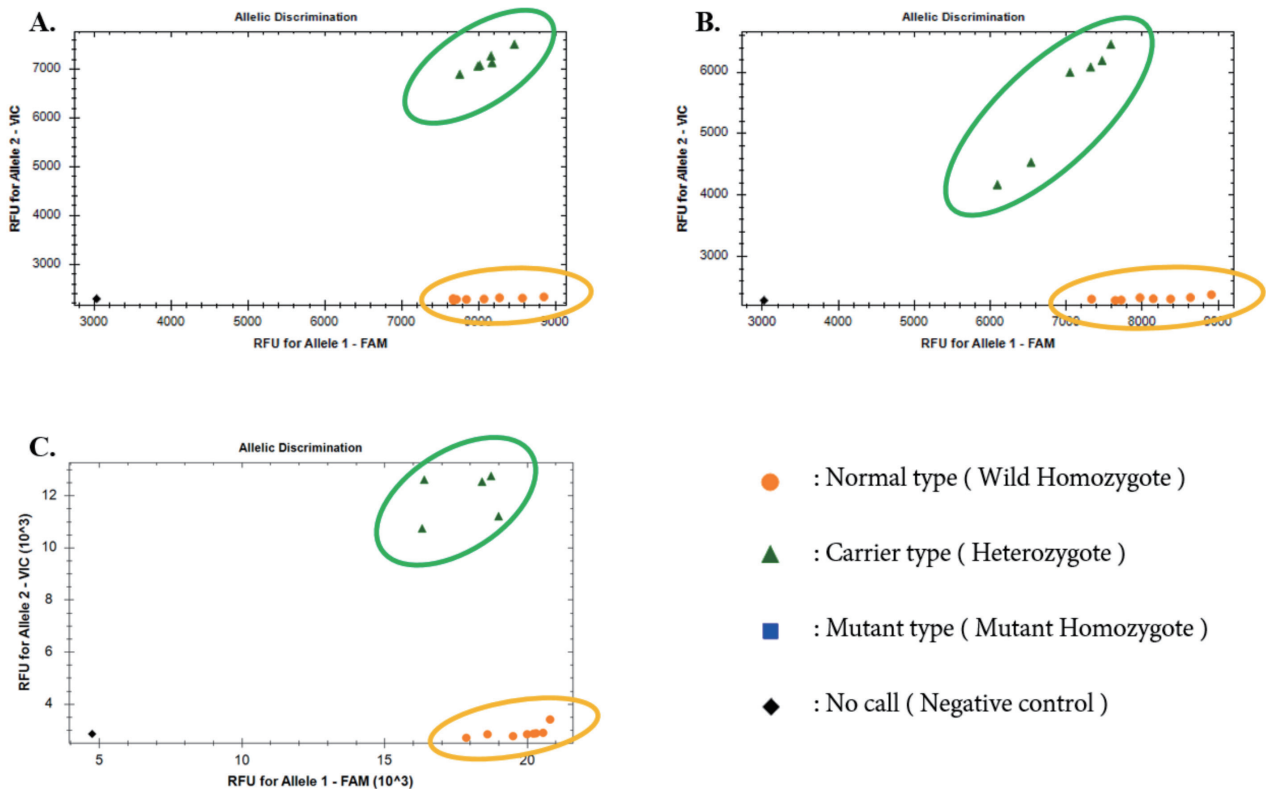 A.
Allelic Discrimination
RFU for Allele 2 - VIC
7000
6000
7000
4000
3000
3000
4000
5000
6000
7000
8000
9000
RFU for Allele 1 - FAM
B.
Allelic Discrimination
RFU for Allele 2 - VIC
6000
5000
4000
3000
3000
4000
5000
6000
7000
8000
9000
RFU for Allele 1 - FAM
C.
Allelic Discrimination
RFU for Allele 2 - VIC (10^3)
12
10
8
6
4
5
10
15
20
RFU for Allele 1 - FAM (10^3)
: Normal type ( Wild Homozygote )
: Carrier type ( Heterozygote )
: Mutant type ( Mutant Homozygote )
: No call ( Negative control )